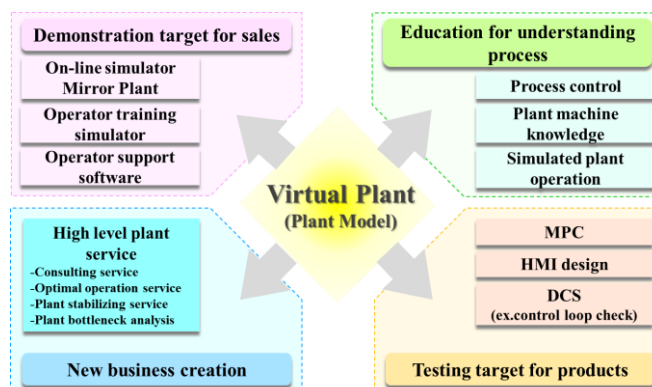 Demonstration target for sales
On-line simulator
Mirror Plant
Operator training
simulator
Operator support
software
Education for understanding
process
Process control
Plant machine
knowledge
Simulated plant
operation
Virtual Plant
(Plant Model)
High level plant
service
-Consulting service
-Optimal operation service
-Plant stabilizing service
-Plant bottleneck analysis
New business creation
MPC
HMI design
DCS
(ex.control loop check)
Testing target for products